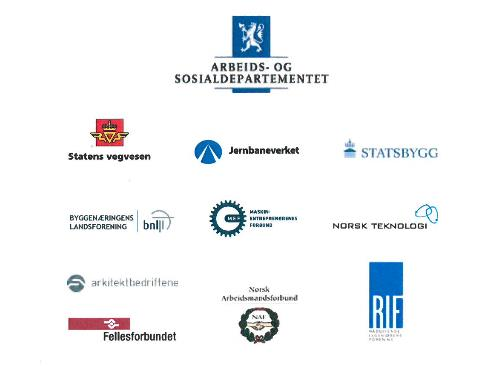 ARBEIDS- OG
SOSIALDEPARTEMENTET
Statens vegvesen
Jernbaneverket
STATSBYGG
BYGGENÆRINGENS
LANDSFORENING
bnl
MEF
MASKIN-
ENTREPRENØRENES
FORBUND
NORSK TEKNOLOGI
arkitektbedriftene
Fellesforbundet
Norsk
Arbeidsmandsforbund
NAF
RIF
RÅDGIVENDE
INGENIØRERS
FORENING